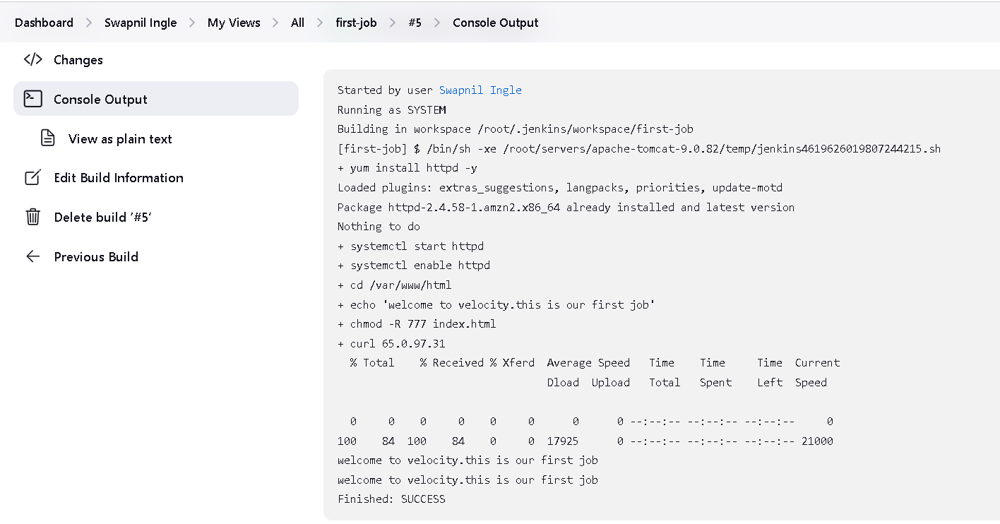 Dashboard > Swapnil Ingle > My Views > All > first-job > #5 > Console Output
</> Changes
Console Output
View as plain text
Edit Build Information
Delete build ‘#5’
Previous Build
Started by user Swapnil Ingle
Running as SYSTEM
Building in workspace /root/.jenkins/workspace/first-job
[first-job] $ /bin/sh -xe /root/servers/apache-tomcat-9.0.82/temp/jenkins4619626019807244215.sh
+ yum install httpd -y
Loaded plugins: extras_suggestions, langpacks, priorities, update-motd
Package httpd-2.4.58-1.amzn2.x86_64 already installed and latest version
Nothing to do
+ systemctl start httpd
+ systemctl enable httpd
+ cd /var/www/html
+ echo 'welcome to velocity.this is our first job'
+ chmod -R 777 index.html
+ curl 65.0.97.31
  % Total    % Received % Xferd  Average Speed   Time    Time     Time  Current
                                 Dload  Upload   Total   Spent    Left  Speed
  0     0    0     0    0     0      0      0 --:--:-- --:--:-- --:--:--     0
100    84  100    84    0     0  17925      0 --:--:-- --:--:-- --:--:-- 21000
welcome to velocity.this is our first job
welcome to velocity.this is our first job
Finished: SUCCESS